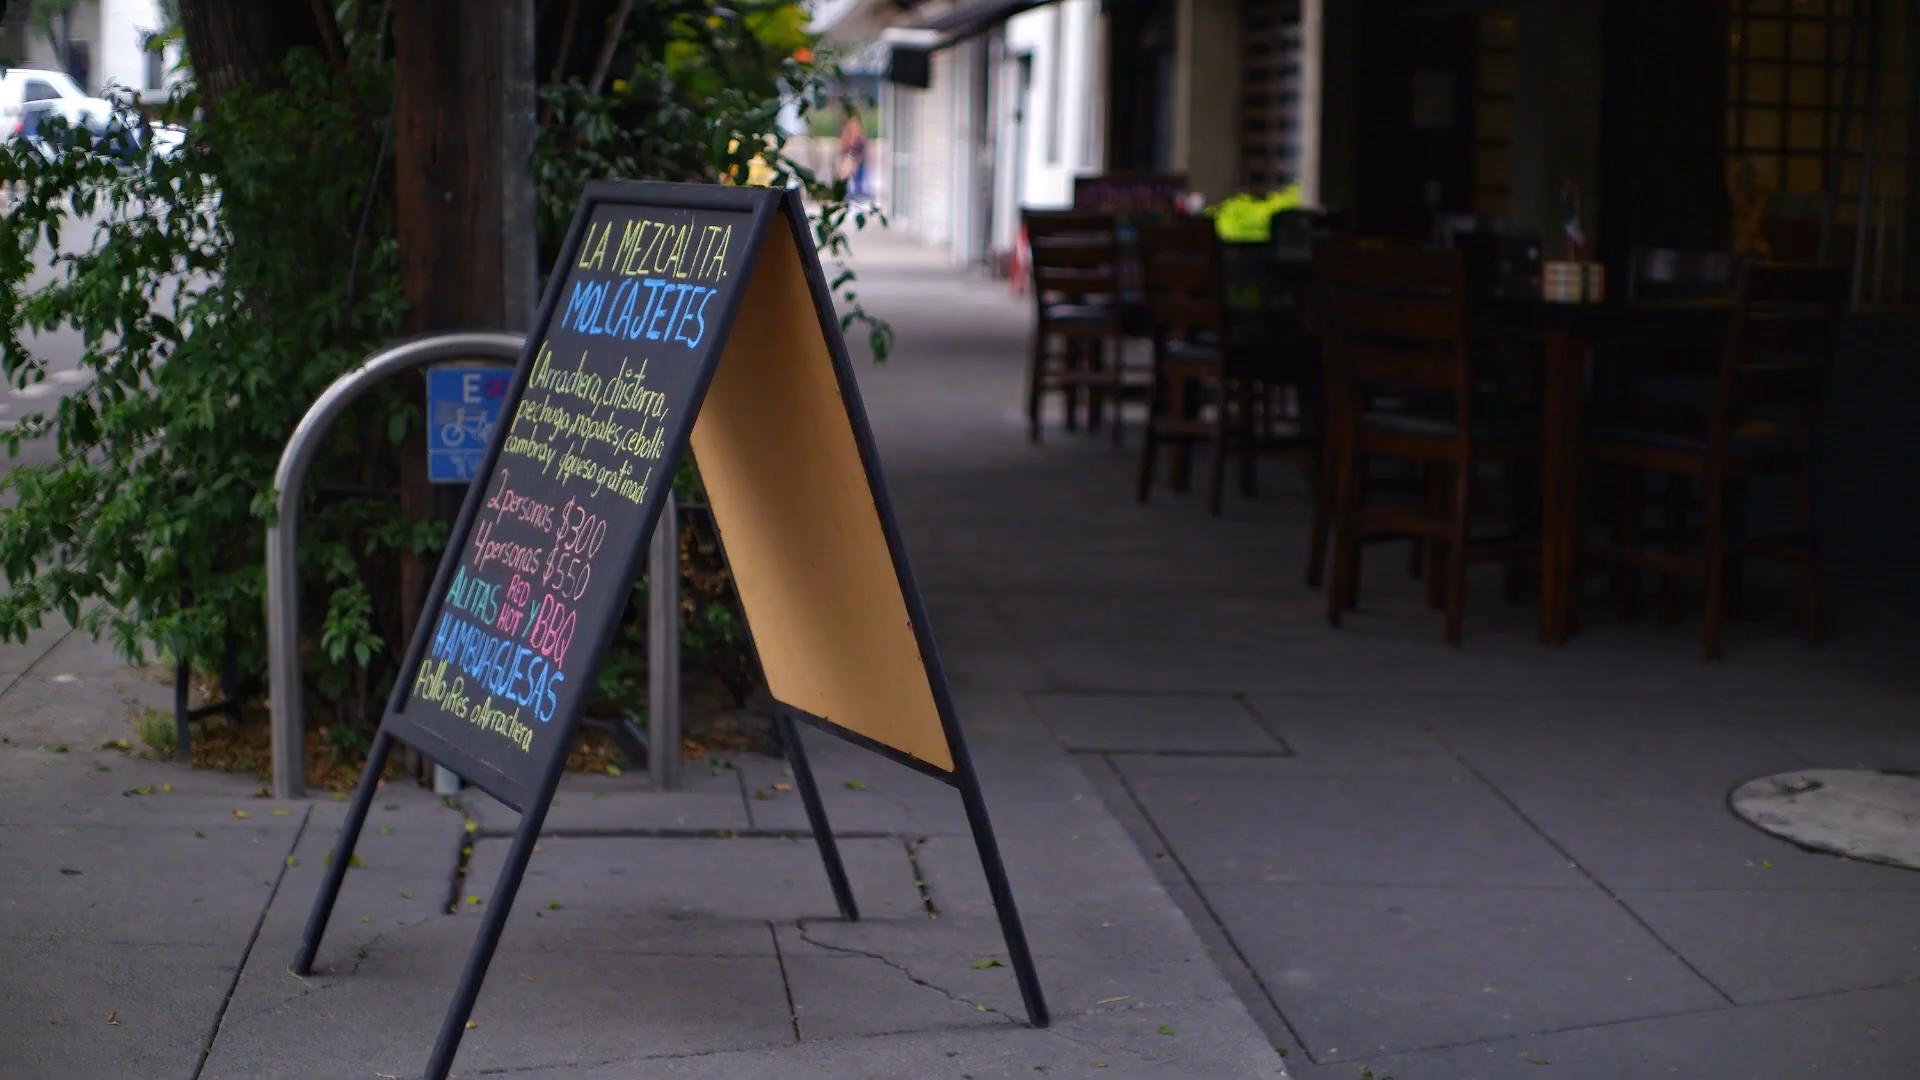 LA MEZCALITA.
MOLCAJETES
(Arrachera, chistorra,
pechuga, nopales, cebolla
cambray y queso gratinado
2 personas $300
4 personas $550
ALITAS RED HOT Y BBQ
HAMBURGUESAS
Pollo, Res o Arrachera
E